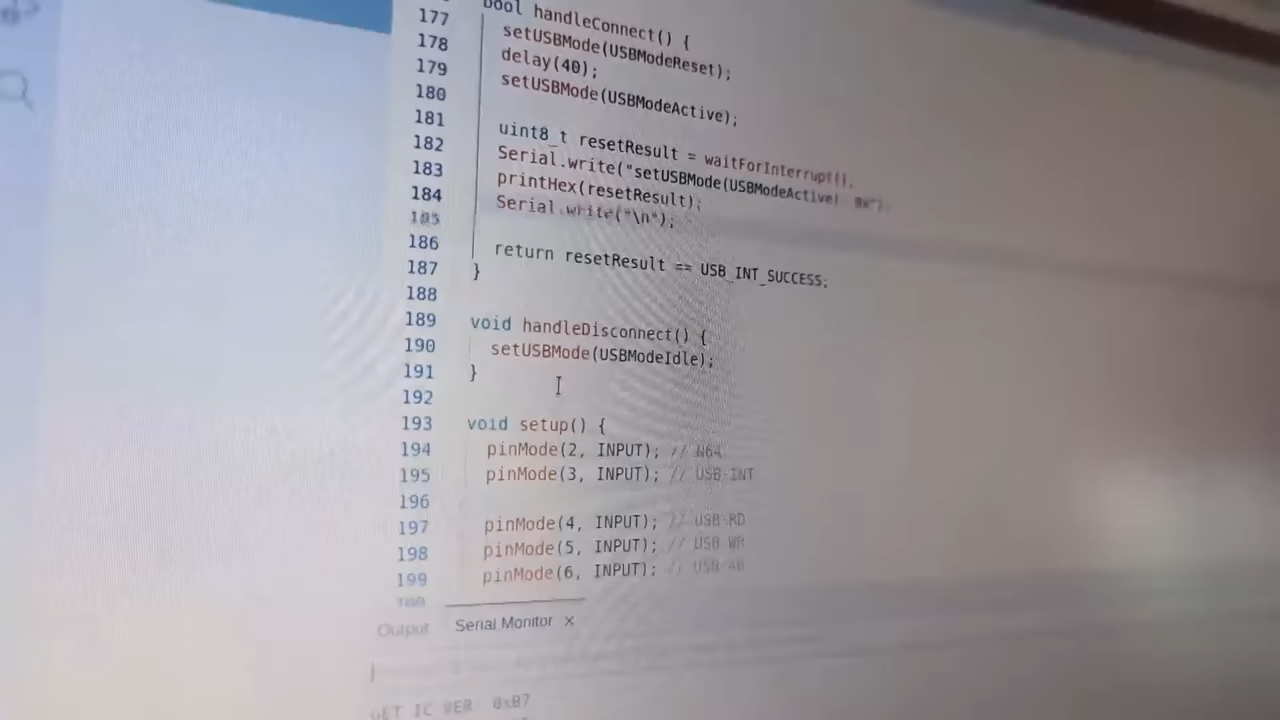 177 bool handleConnect() {
178 setUSBMode(USBModeReset);
179 delay(40);
180 setUSBMode(USBModeActive);
181
182 uint8_t resetResult = waitForInterrupt();
183 Serial.write("setUSBMode(USBModeActive) 0x");
184 printHex(resetResult);
185 Serial.write("\n");
186
187 return resetResult == USB_INT_SUCCESS;
188 }
189 void handleDisconnect() {
190 setUSBMode(USBModeIdle);
191 }
192
193 void setup() {
194 pinMode(2, INPUT); // N64
195 pinMode(3, INPUT); // USB-INT
196
197 pinMode(4, INPUT); // USB-RD
198 pinMode(5, INPUT); // USB WR
199 pinMode(6, INPUT); // USB-A0
Output Serial Monitor ×
GET IC VER 0xB7